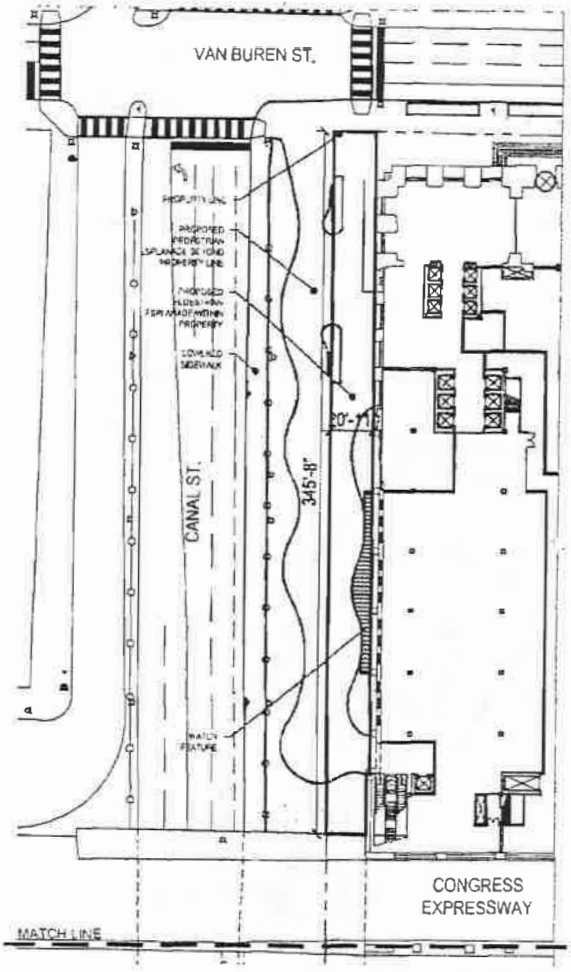 VAN BUREN ST.
PROPERTY LINE
PROPOSED
PEDESTRIAN
ESPLANADE BEYOND
PROPERTY LINE
PROPOSED
PEDESTRIAN
ESPLANADE WITHIN
PROPERTY
LOWERED
SIDEWALK
20'-11"
345'-8"
CANAL ST.
WATER
FEATURE
CONGRESS
EXPRESSWAY
MATCH LINE